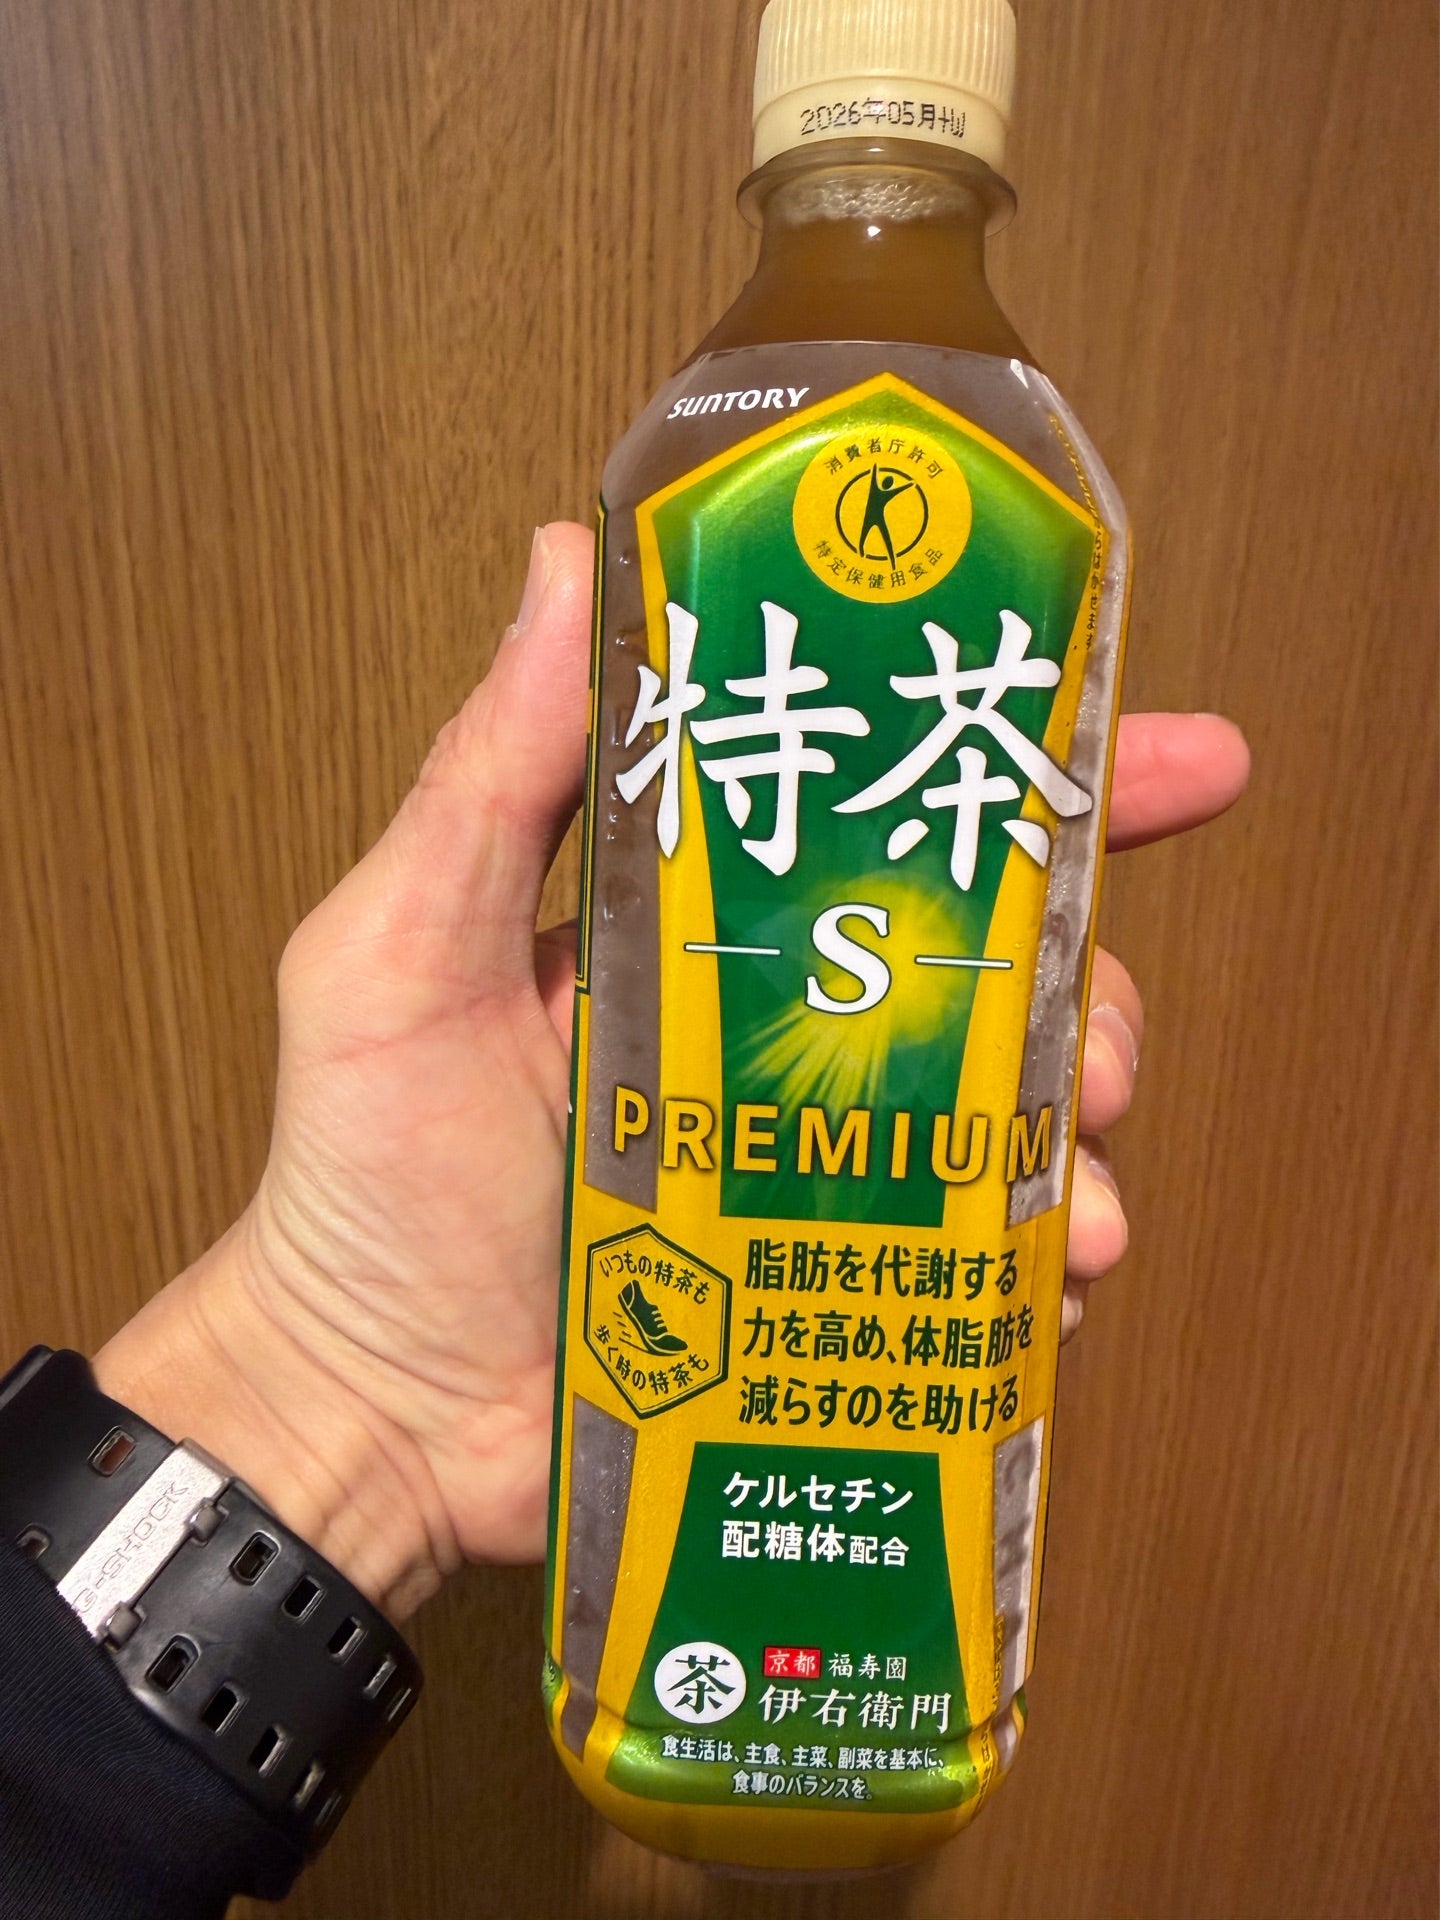 2026年05月
SUNTORY
消費者庁許可
特定保健用食品
特茶
S
PREMIUM
いつもの特茶も
歩く時の特茶も
脂肪を代謝する
力を高め、体脂肪を
減らすのを助ける
ケルセチン
配糖体配合
茶
京都 福寿園
伊右衛門
食生活は、主食、主菜、副菜を基本に、
食事のバランスを。
G-SHOCK